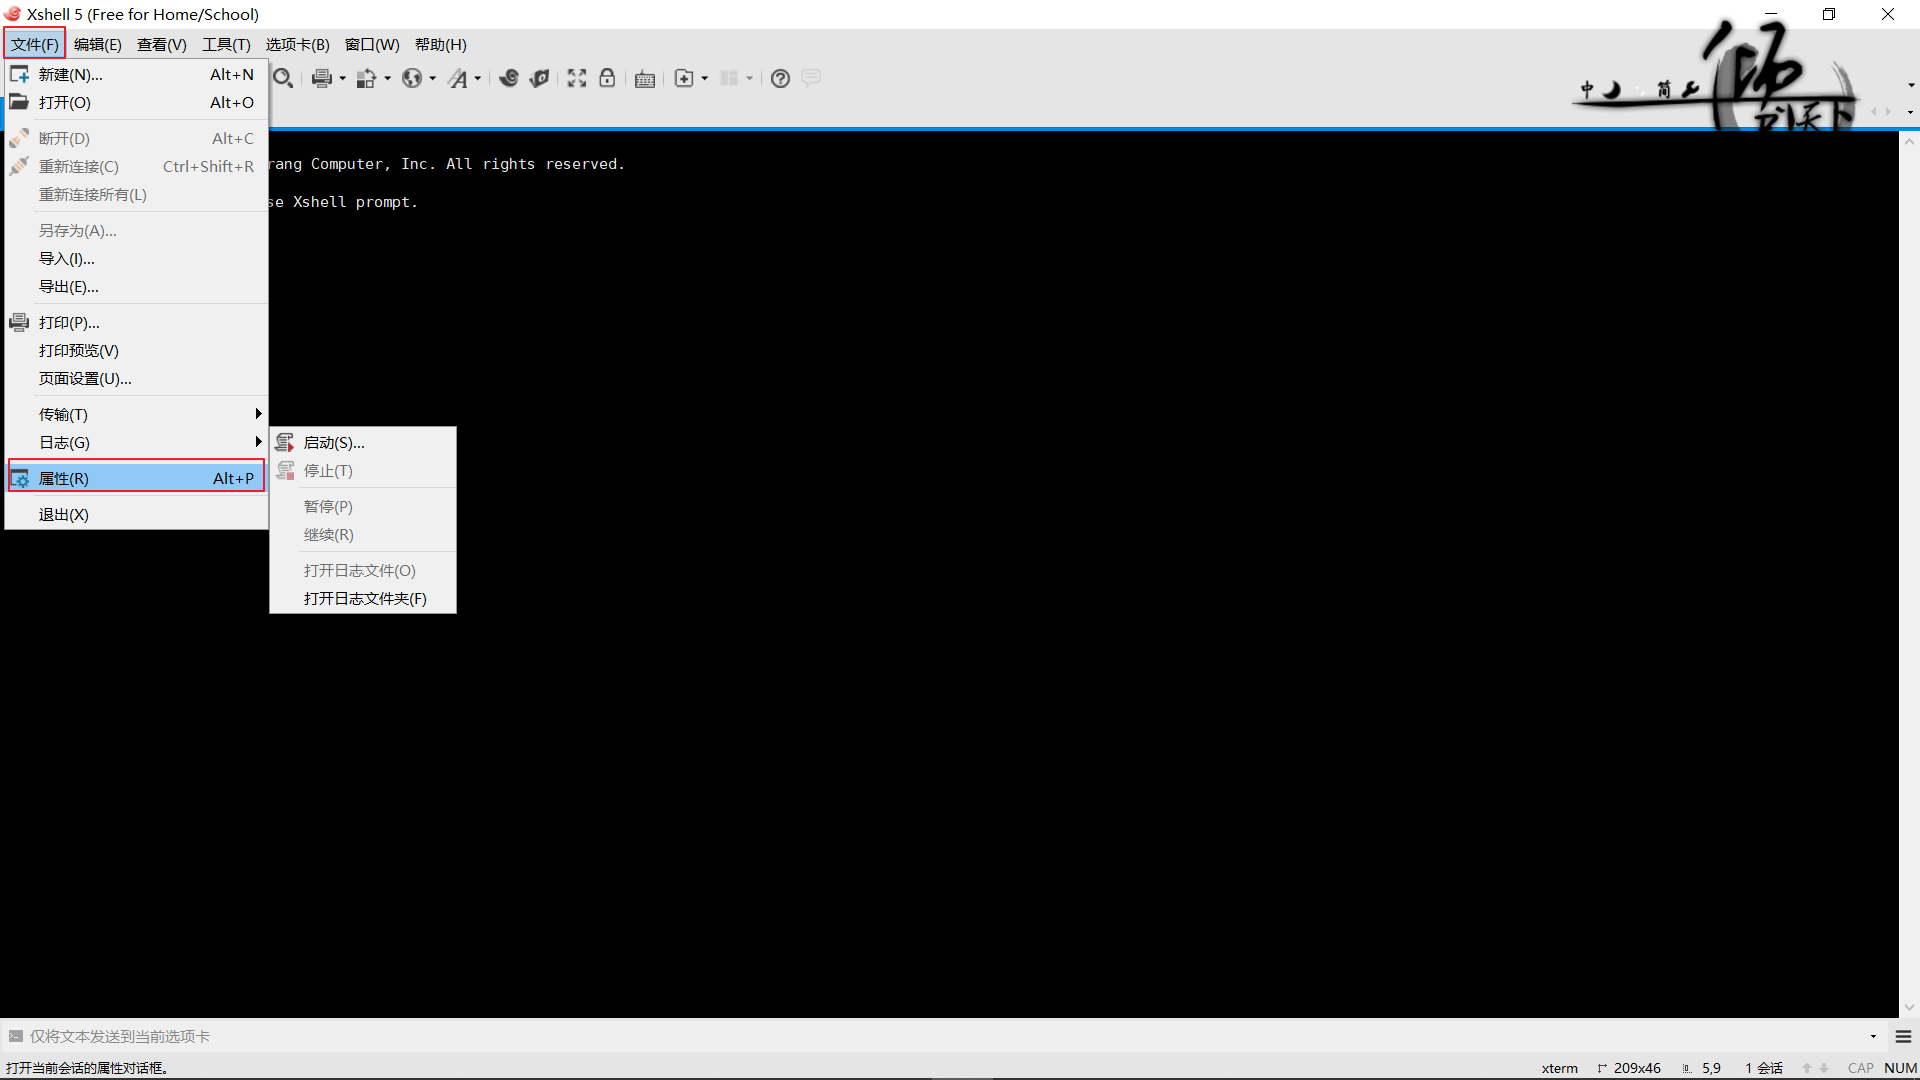 Xshell 5 (Free for Home/School)
文件(F) 编辑(E) 查看(V) 工具(T) 选项卡(B) 窗口(W) 帮助(H)
新建(N)... Alt+N
打开(O) Alt+O
断开(D) Alt+C
重新连接(C) Ctrl+Shift+R
重新连接所有(L)
另存为(A)...
导入(I)...
导出(E)...
打印(P)...
打印预览(V)
页面设置(U)...
传输(T)
日志(G)
属性(R) Alt+P
退出(X)
启动(S)...
停止(T)
暂停(P)
继续(R)
打开日志文件(O)
打开日志文件夹(F)
rang Computer, Inc. All rights reserved.
se Xshell prompt.
中 简
仅将文本发送到当前选项卡
打开当前会话的属性对话框。
xterm 209x46 5,9 1 会话 CAP NUM